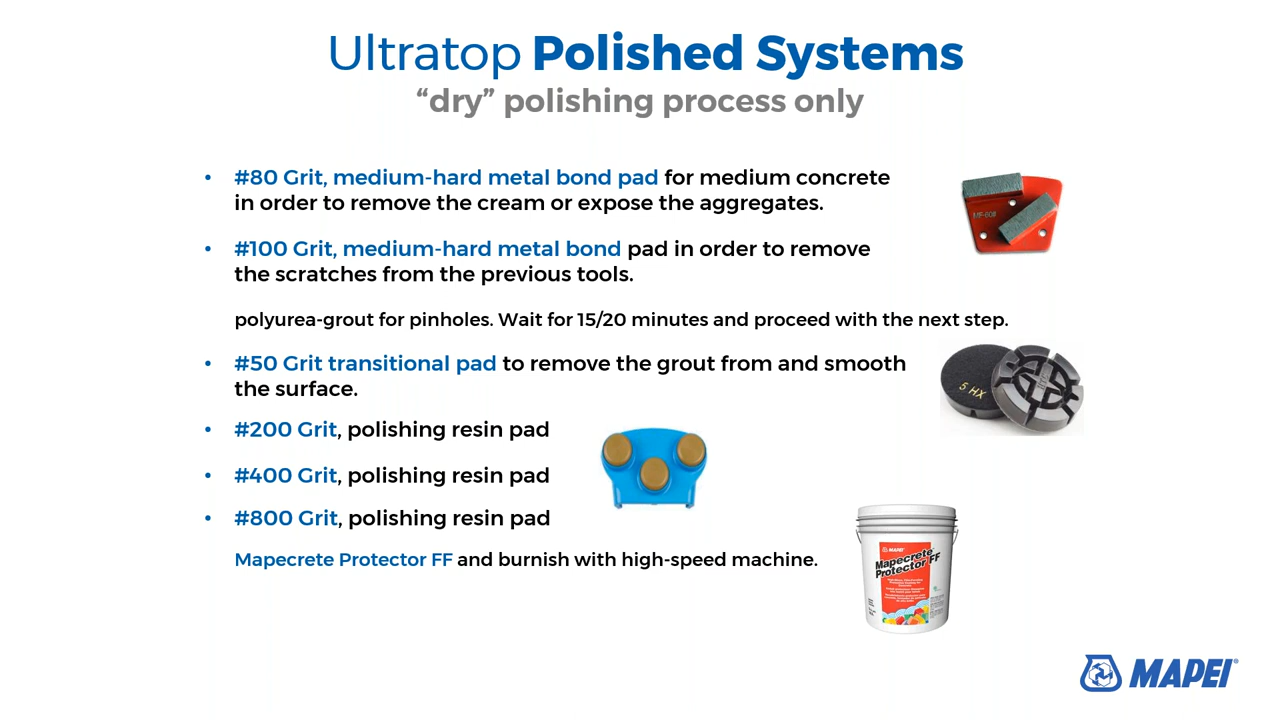 Ultratop Polished Systems
“dry” polishing process only
• #80 Grit, medium-hard metal bond pad for medium concrete
in order to remove the cream or expose the aggregates.
• #100 Grit, medium-hard metal bond pad in order to remove
the scratches from the previous tools.
polyurea-grout for pinholes. Wait for 15/20 minutes and proceed with the next step.
• #50 Grit transitional pad to remove the grout from and smooth
the surface.
5 HX
• #200 Grit, polishing resin pad
• #400 Grit, polishing resin pad
• #800 Grit, polishing resin pad
Mapecrete Protector FF and burnish with high-speed machine.
MAPEI
Mapecrete
Protector FF
MAPEI®